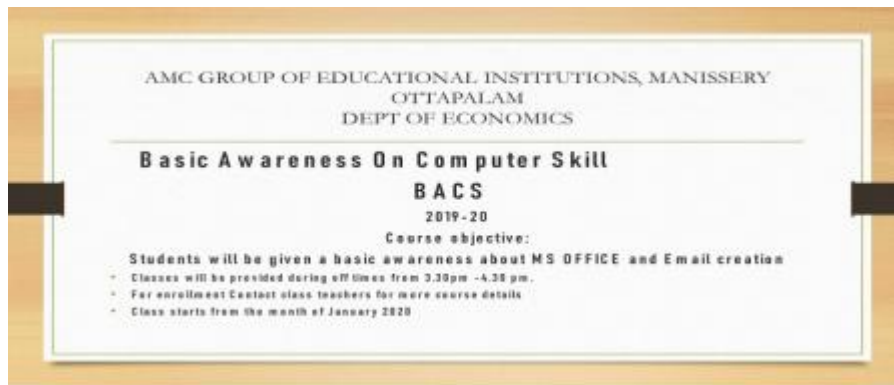 AMC GROUP OF EDUCATIONAL INSTITUTIONS, MANISSERY
OTTAPALAM
DEPT OF ECONOMICS
Basic Awareness On Computer Skill
BACS
2019-20
Course objective:
Students will be given a basic awareness about MS OFFICE and Email creation
- Classes will be provided during off times from 3.30pm -4.30 pm.
- For enrollment Contact class teachers for more course details
- Class starts from the month of January 2020